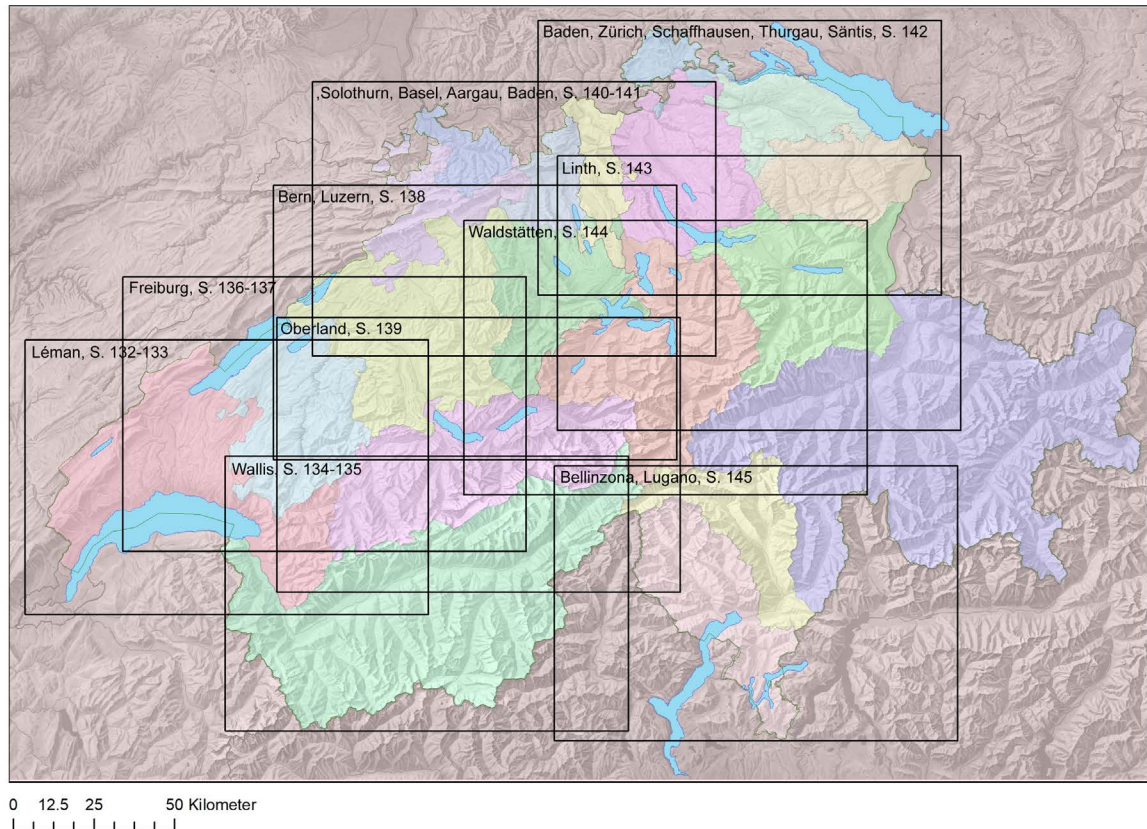 Baden, Zürich, Schaffhausen, Thurgau, Säntis, S. 142
,Solothurn, Basel, Aargau, Baden, S. 140-141
Linth, S. 143
Bern, Luzern, S. 138
Waldstätten, S. 144
Freiburg, S. 136-137
Oberland, S. 139
Léman, S. 132-133
Wallis, S. 134-135
Bellinzona, Lugano, S. 145
0 12.5 25 50 Kilometer